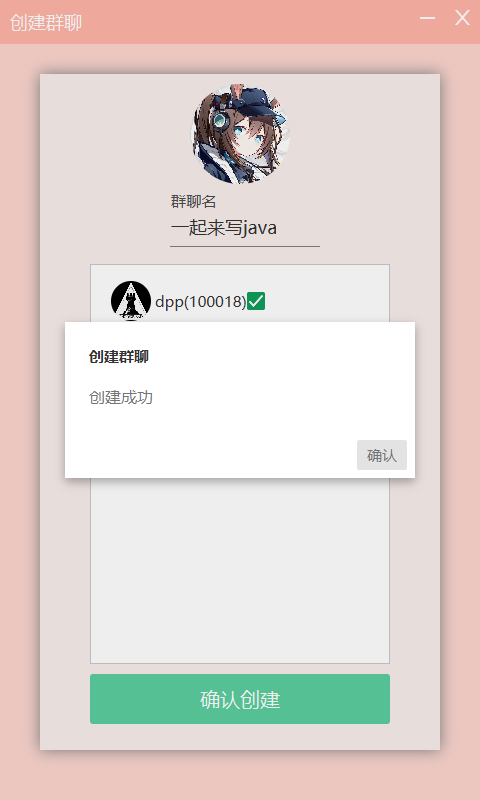 创建群聊
群聊名
一起来写java
dpp(100018)
创建群聊
创建成功
确认
确认创建